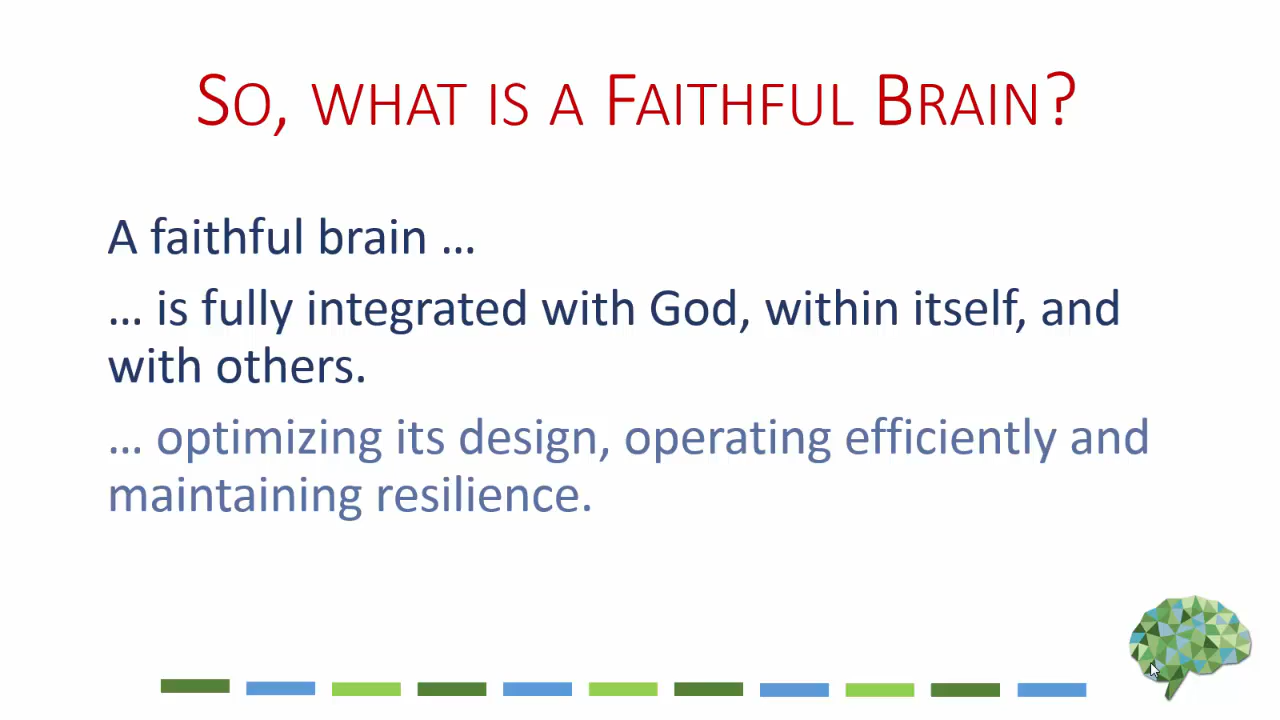 So, what is a Faithful Brain?
A faithful brain …
… is fully integrated with God, within itself, and
with others.
… optimizing its design, operating efficiently and
maintaining resilience.